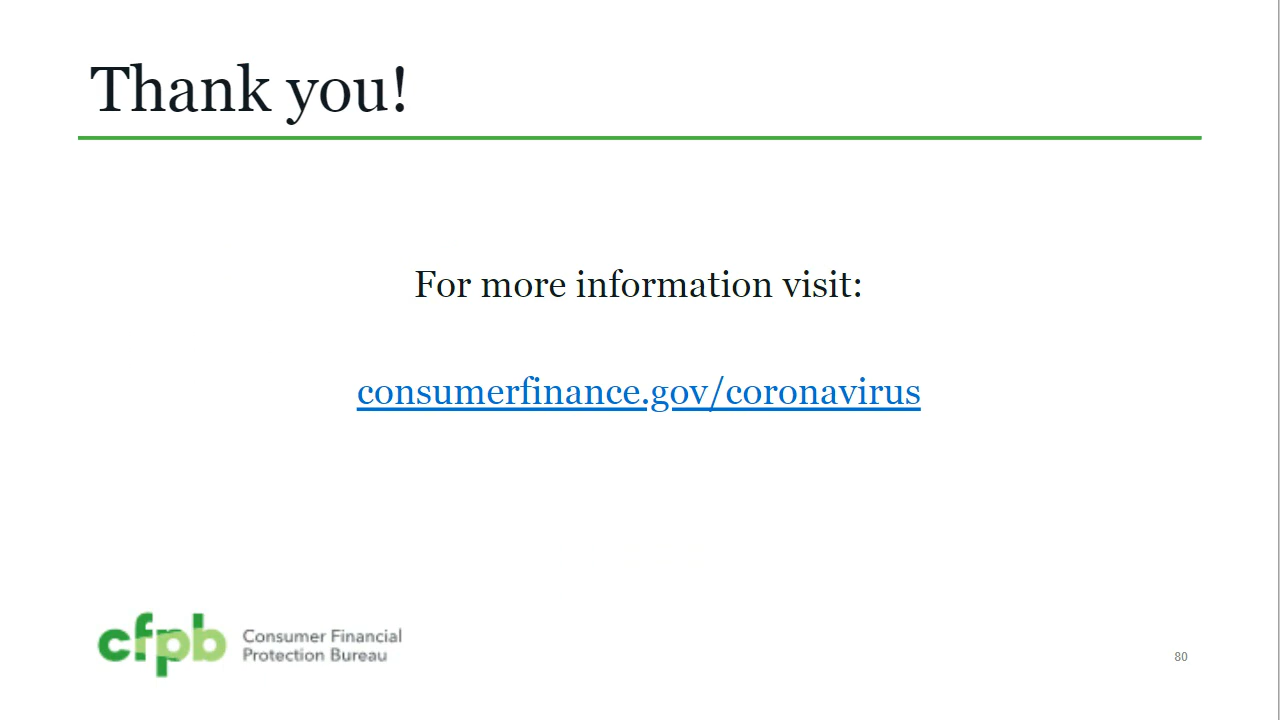 Thank you!
For more information visit:
consumerfinance.gov/coronavirus
cfpb
Consumer Financial
Protection Bureau
80